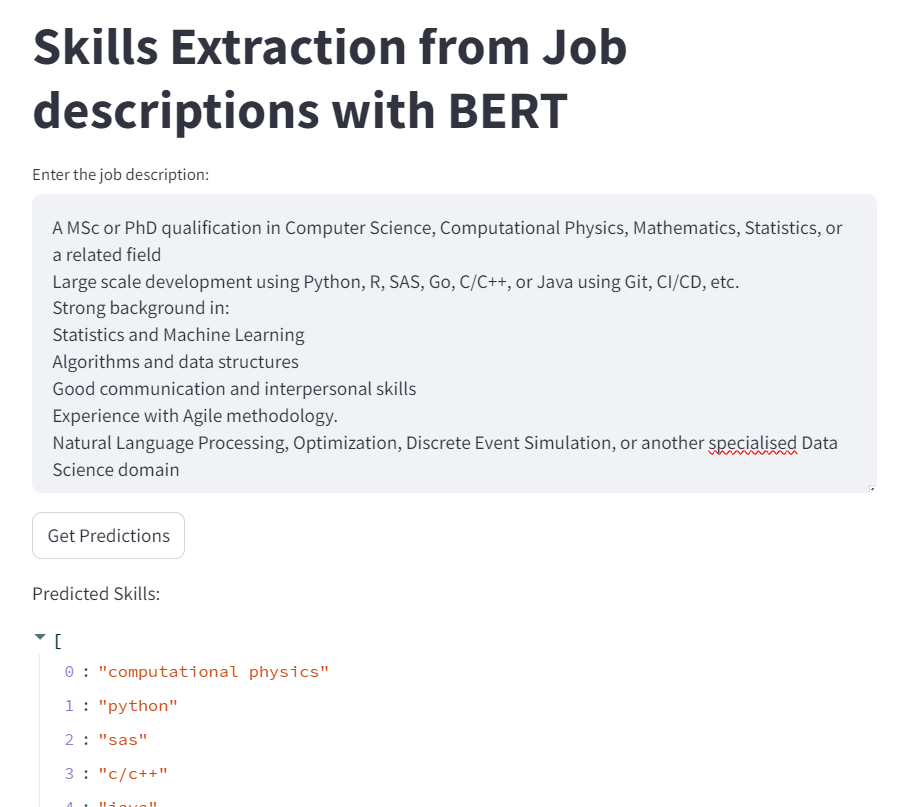 Skills Extraction from Job
descriptions with BERT
Enter the job description:
A MSc or PhD qualification in Computer Science, Computational Physics, Mathematics, Statistics, or
a related field
Large scale development using Python, R, SAS, Go, C/C++, or Java using Git, CI/CD, etc.
Strong background in:
Statistics and Machine Learning
Algorithms and data structures
Good communication and interpersonal skills
Experience with Agile methodology.
Natural Language Processing, Optimization, Discrete Event Simulation, or another specialised Data
Science domain
Get Predictions
Predicted Skills:
[
0 : "computational physics"
1 : "python"
2 : "sas"
3 : "c/c++"
4 : "java"